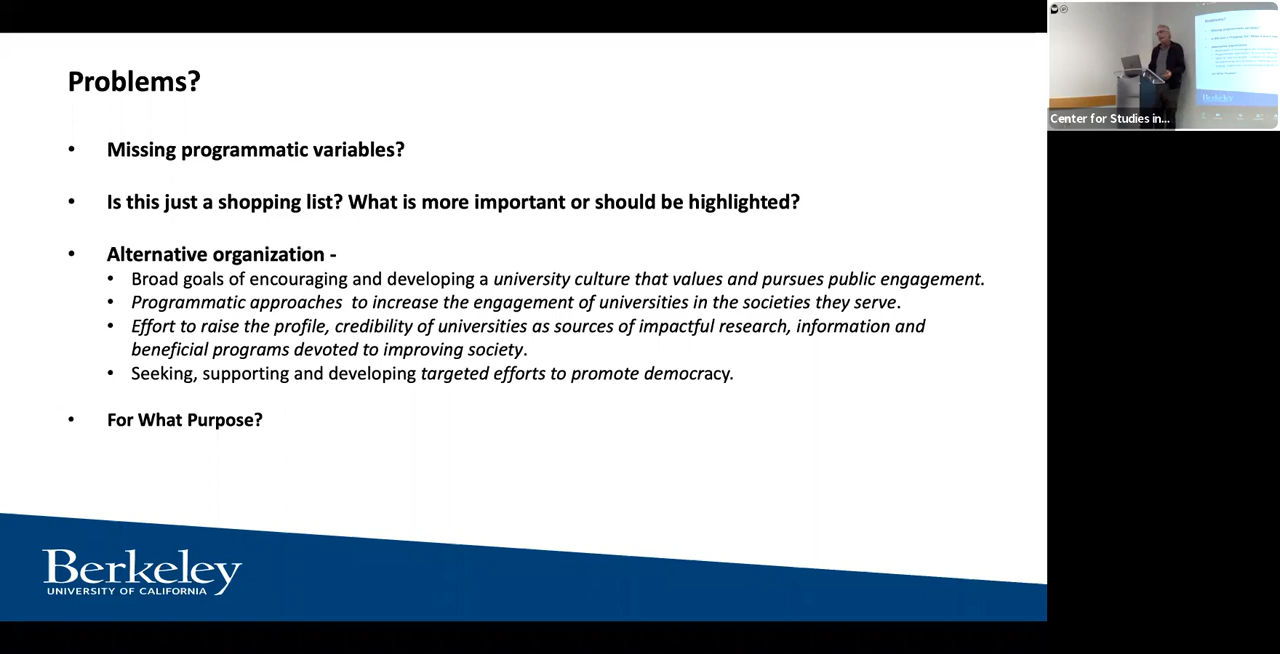 Problems?
• Missing programmatic variables?
• Is this just a shopping list? What is more important or should be highlighted?
• Alternative organization -
• Broad goals of encouraging and developing a university culture that values and pursues public engagement.
• Programmatic approaches to increase the engagement of universities in the societies they serve.
• Effort to raise the profile, credibility of universities as sources of impactful research, information and
beneficial programs devoted to improving society.
• Seeking, supporting and developing targeted efforts to promote democracy.
• For What Purpose?
Berkeley
UNIVERSITY OF CALIFORNIA
Problems?
Berkeley
Center for Studies in...